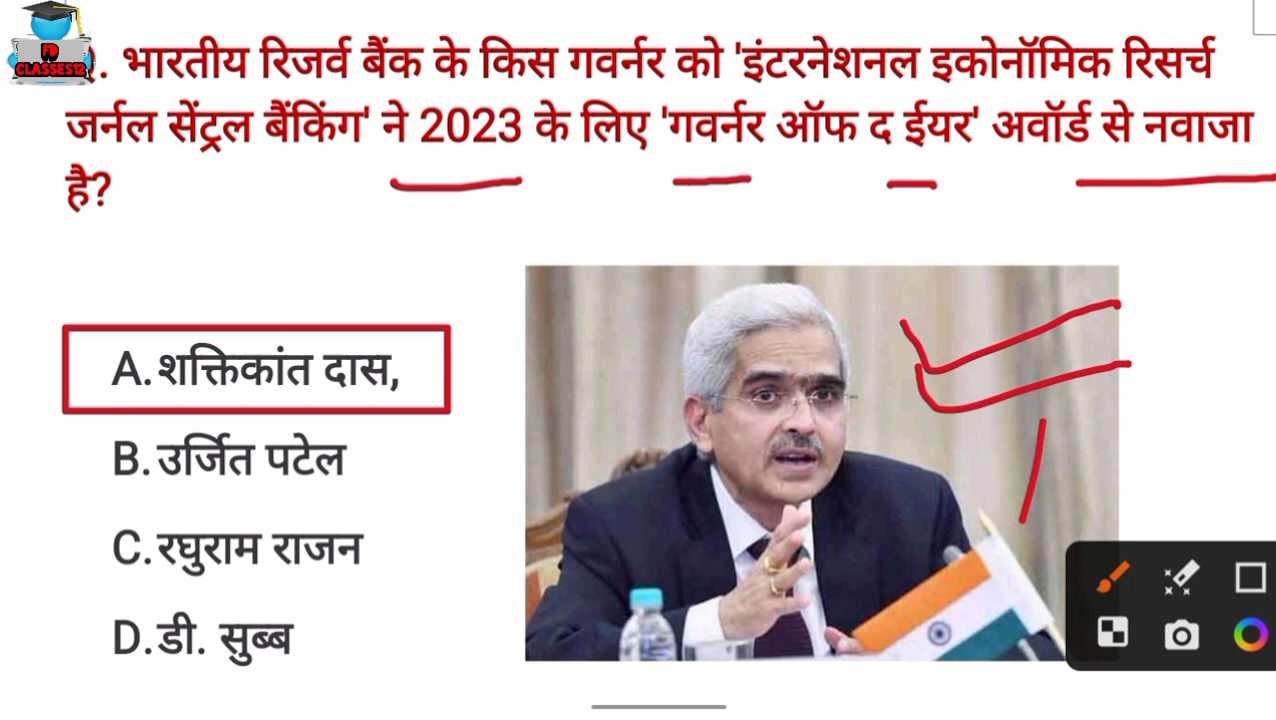 FD
CLASSES12
. भारतीय रिजर्व बैंक के किस गवर्नर को 'इंटरनेशनल इकोनॉमिक रिसर्च
जर्नल सेंट्रल बैंकिंग' ने 2023 के लिए 'गवर्नर ऑफ द ईयर' अवॉर्ड से नवाजा
है?
A. शक्तिकांत दास,
B. उर्जित पटेल
C. रघुराम राजन
D. डी. सुब्ब